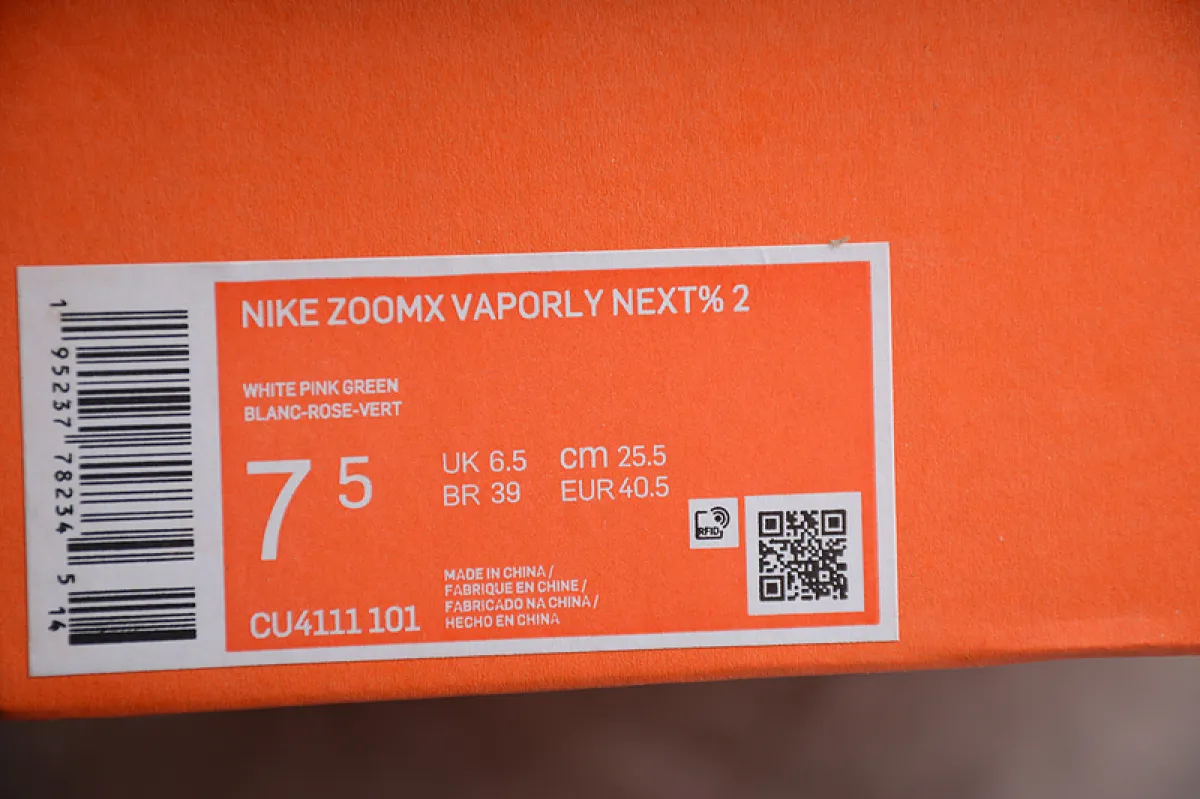 NIKE ZOOMX VAPORLY NEXT% 2
WHITE PINK GREEN
BLANC-ROSE-VERT
7 5
UK 6.5 cm 25.5
BR 39 EUR 40.5
RFID
MADE IN CHINA /
FABRIQUE EN CHINE /
FABRICADO NA CHINA /
HECHO EN CHINA
CU4111 101
1 95237 78234 5 14